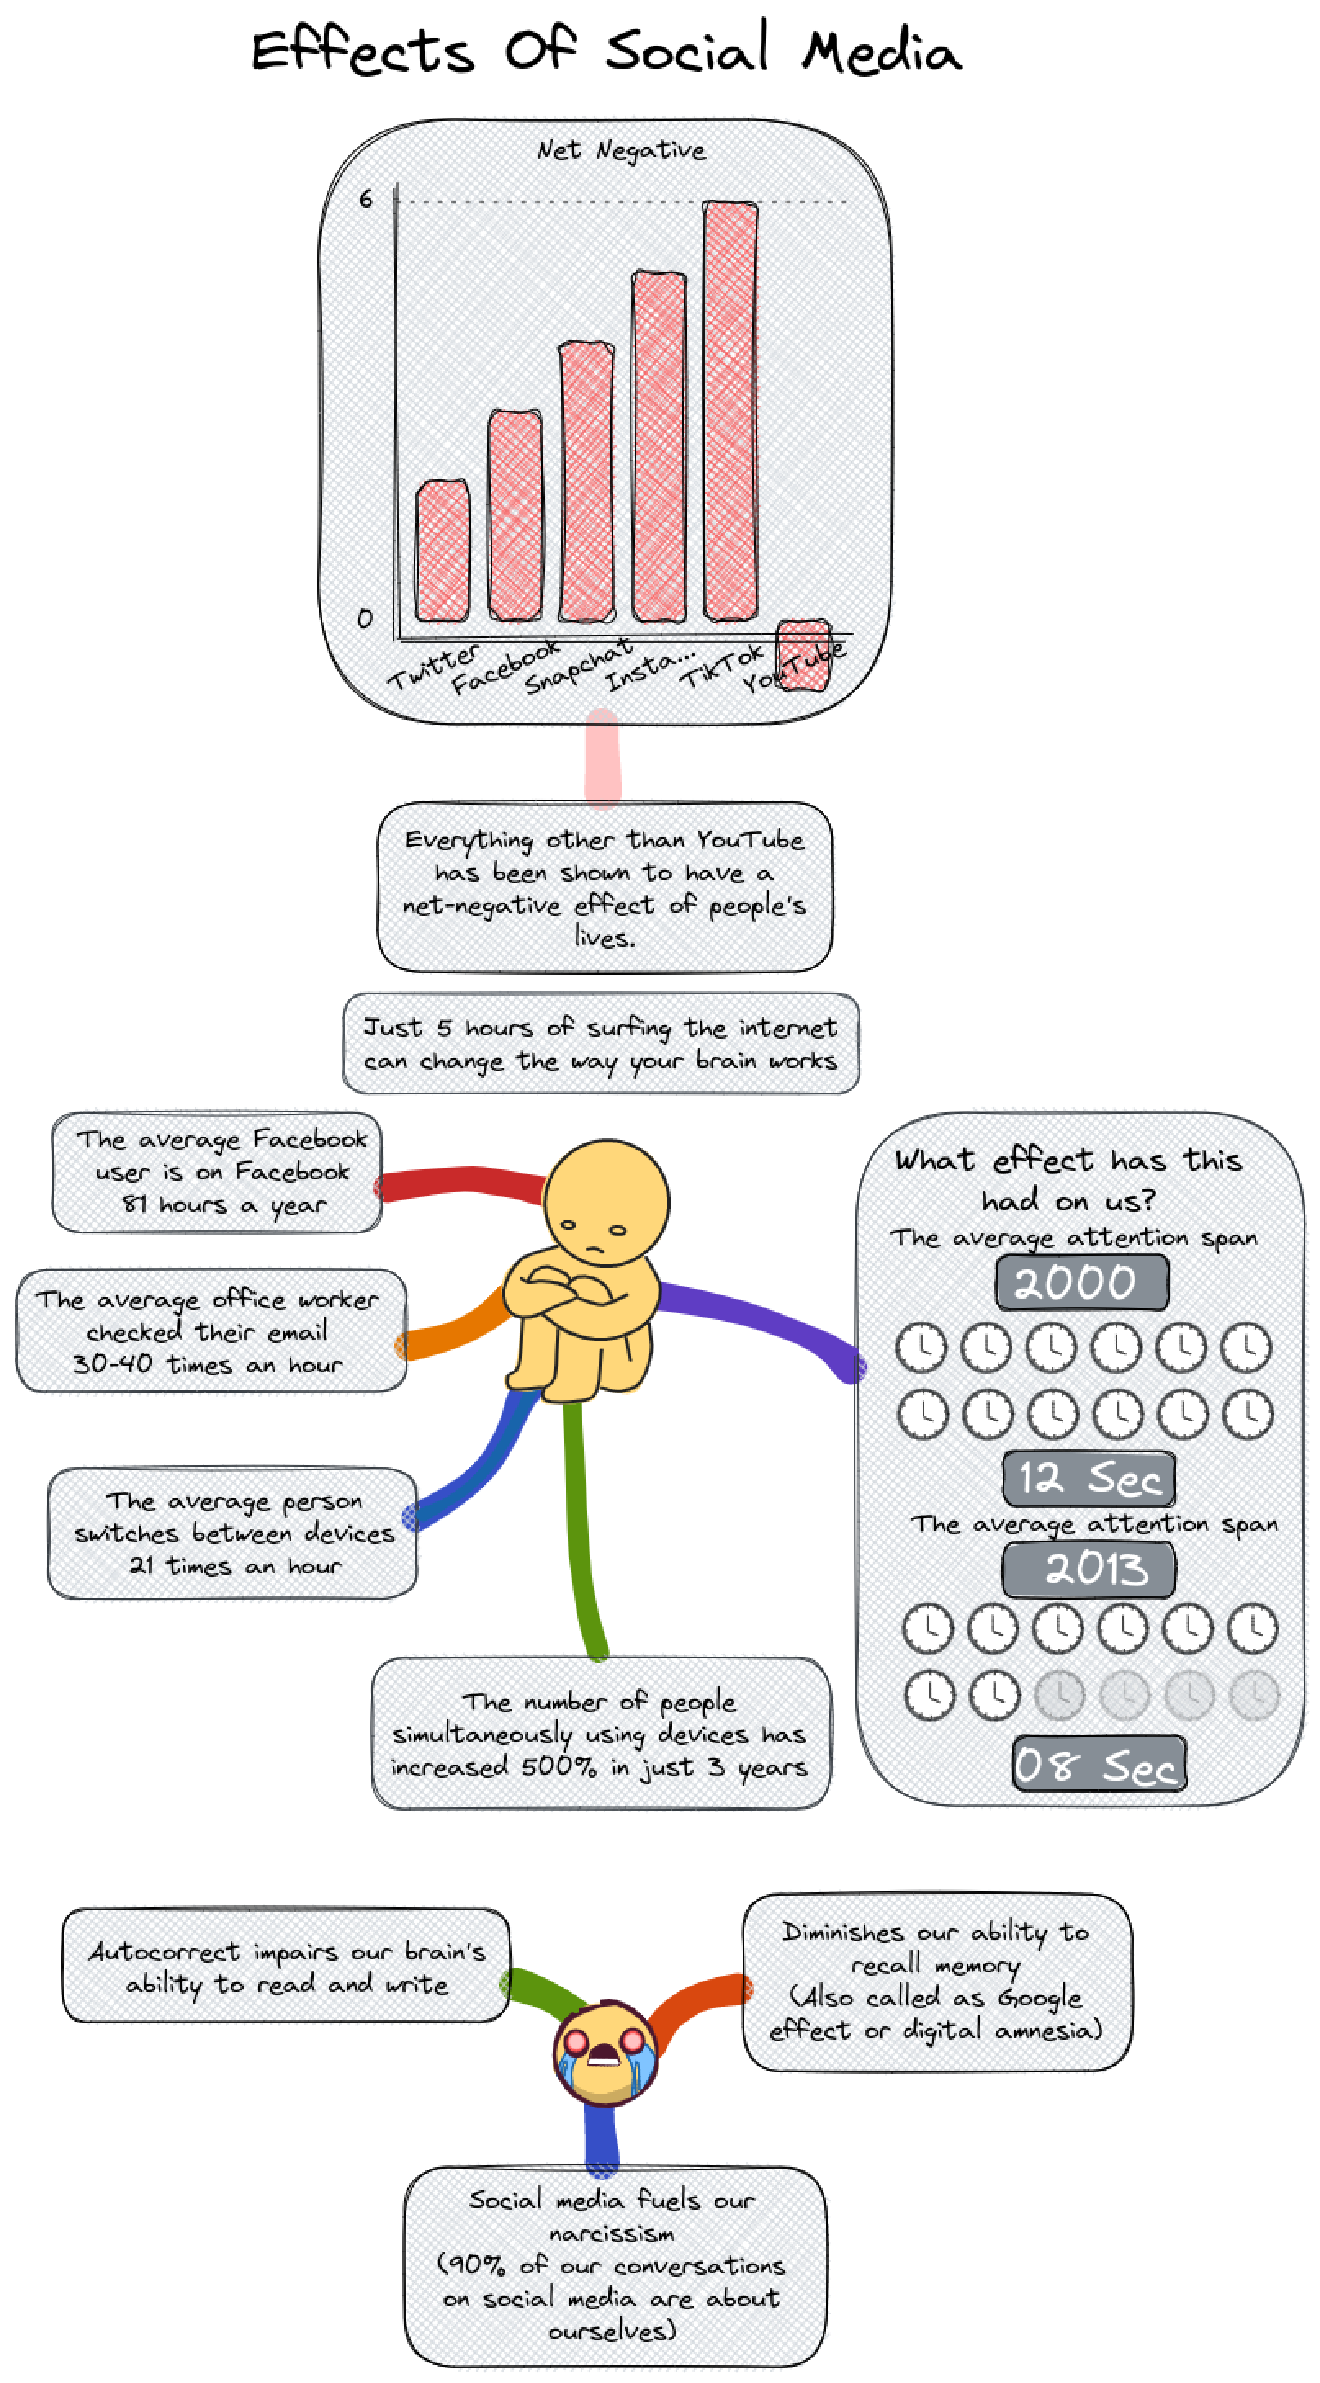 Effects Of Social Media
Net Negative
6
0
Twitter
Facebook
Snapchat
Insta...
TikTok
YouTube
Everything other than YouTube
has been shown to have a
net-negative effect of people's
lives.
Just 5 hours of surfing the internet
can change the way your brain works
The average Facebook
user is on Facebook
81 hours a year
The average office worker
checked their email
30-40 times an hour
The average person
switches between devices
21 times an hour
The number of people
simultaneously using devices has
increased 500% in just 3 years
What effect has this
had on us?
The average attention span
2000
12 Sec
The average attention span
2013
08 Sec
Autocorrect impairs our brain's
ability to read and write
Diminishes our ability to
recall memory
(Also called as Google
effect or digital amnesia)
Social media fuels our
narcissism
(90% of our conversations
on social media are about
ourselves)